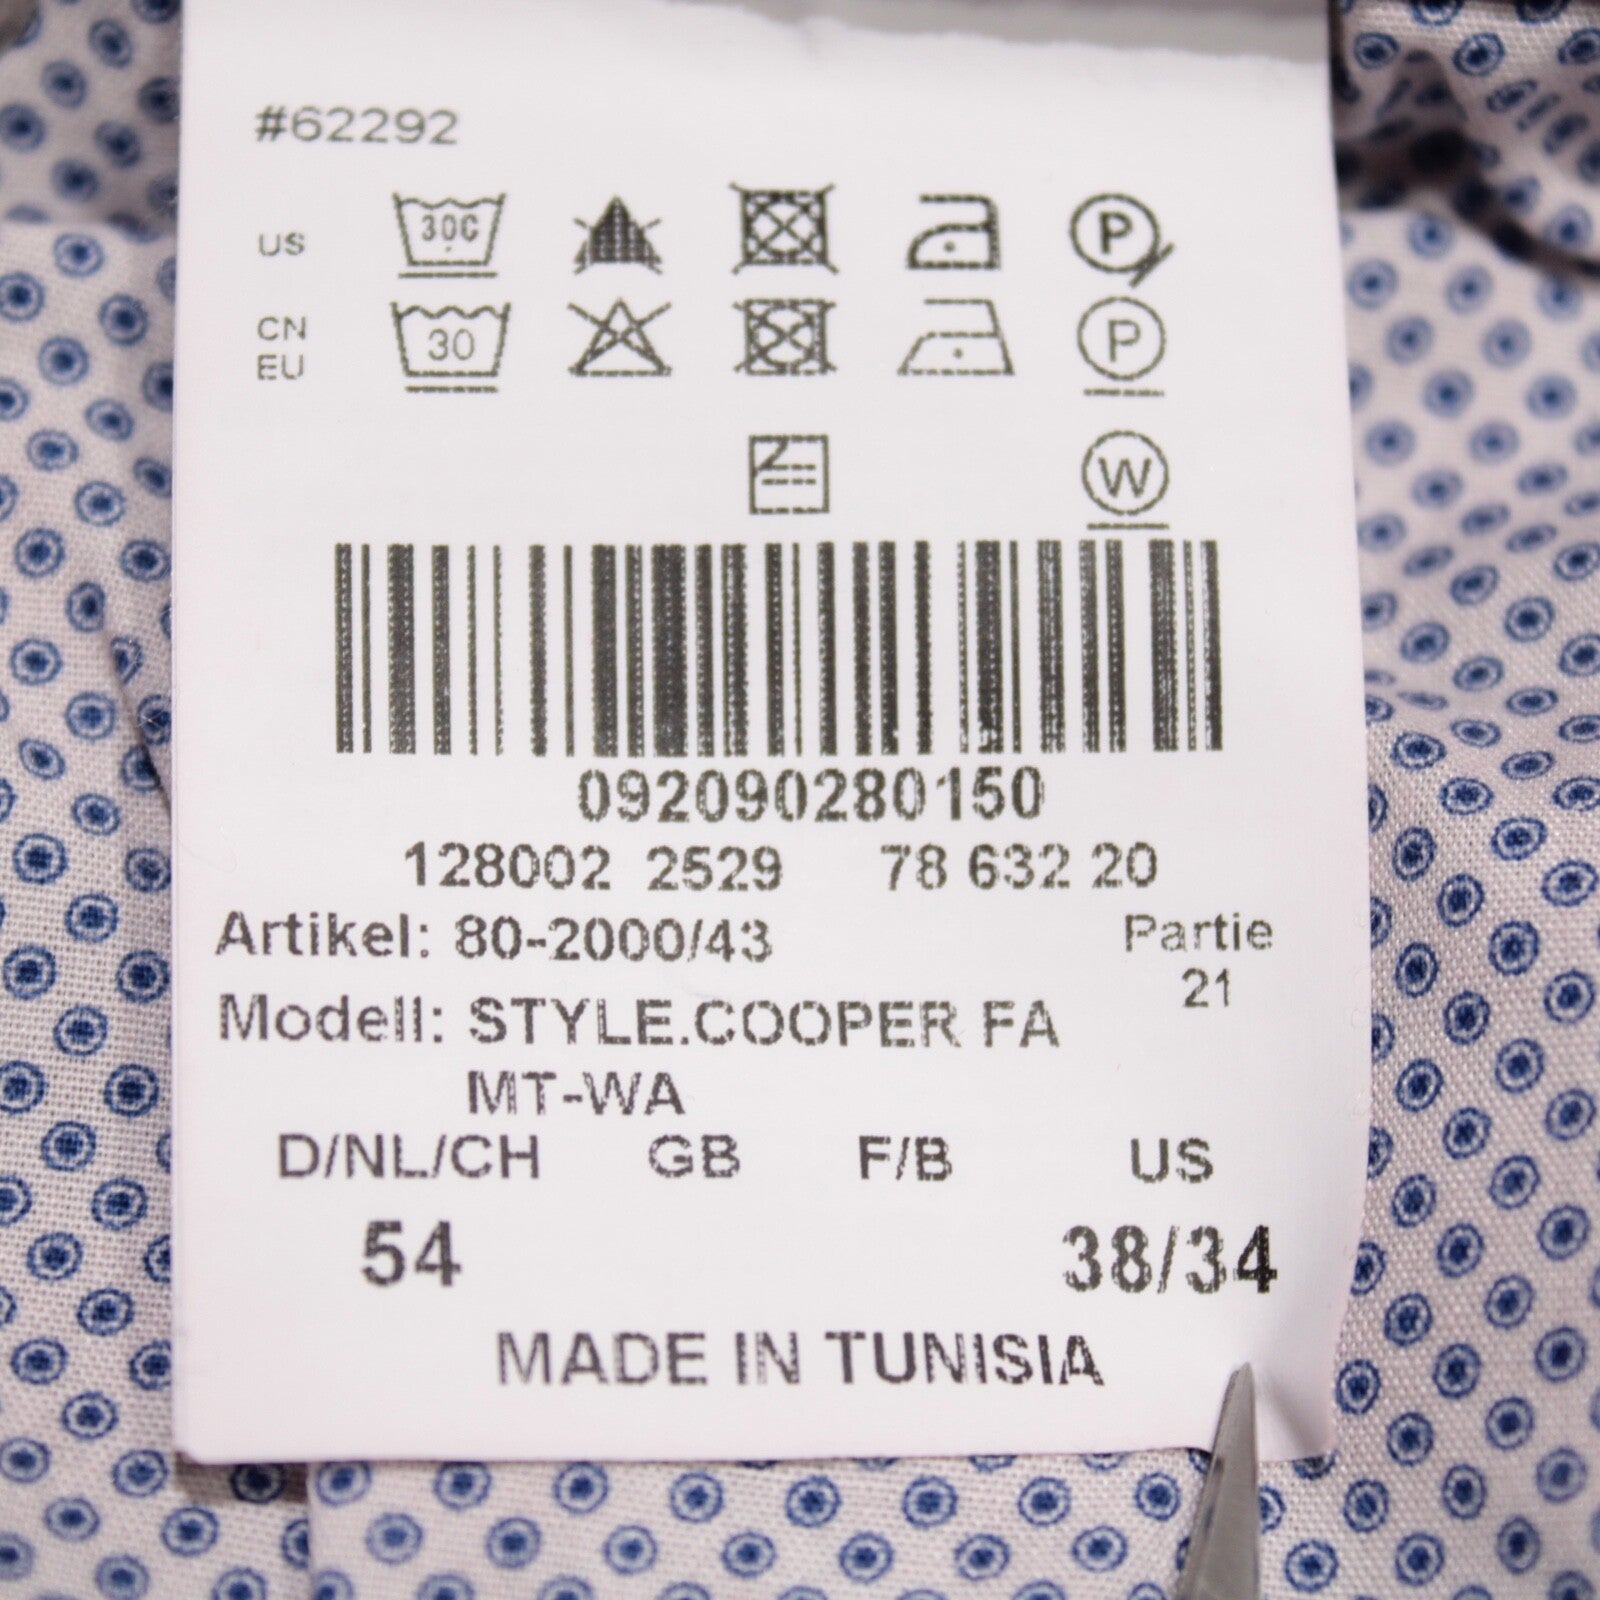 #62292
US 30C P
CN
EU 30 P
W
092090280150
128002 2529 78 632 20
Artikel: 80-2000/43 Partie
21
Modell: STYLE.COOPER FA
MT-WA
D/NL/CH GB F/B US
54 38/34
MADE IN TUNISIA